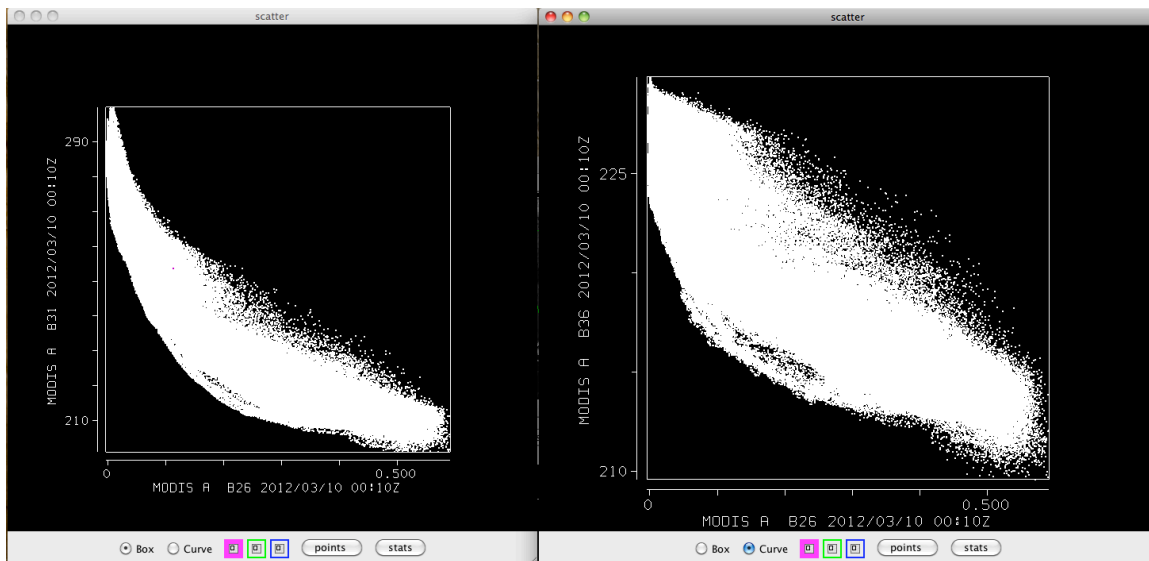 scatter
290
210
MODIS A B31 2012/03/10 00:10Z
0
0.500
MODIS A B26 2012/03/10 00:10Z
Box
Curve
points
stats
scatter
225
210
MODIS A B36 2012/03/10 00:10Z
0
0.500
MODIS A B26 2012/03/10 00:10Z
Box
Curve
points
stats